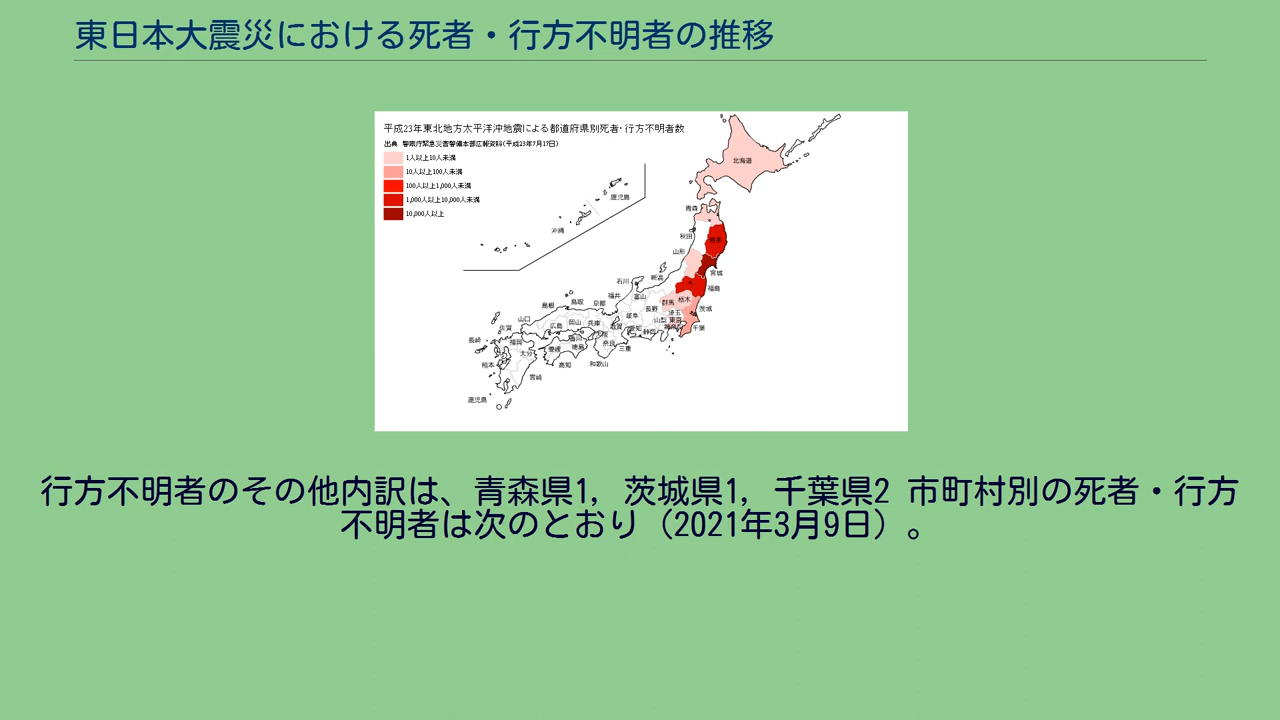 東日本大震災における死者・行方不明者の推移
平成23年東北地方太平洋沖地震による都道府県別死者・行方不明者数
出典 警察庁緊急災害警備本部広報資料(平成23年7月17日)
1人以上10人未満
10人以上100人未満
100人以上1,000人未満
1,000人以上10,000人未満
10,000人以上
北海道
鹿児島
沖縄
青森
秋田
岩手
山形
宮城
新潟
福島
石川
福井
富山
群馬
栃木
茨城
長野
埼玉
山梨
東京
神奈川
千葉
静岡
岐阜
愛知
島根
鳥取
京都
山口
広島
岡山
兵庫
滋賀
大阪
奈良
三重
和歌山
香川
徳島
愛媛
高知
佐賀
福岡
長崎
大分
熊本
宮崎
鹿児島
行方不明者のその他内訳は、青森県1, 茨城県1, 千葉県2 市町村別の死者・行方
不明者は次のとおり（2021年3月9日）。